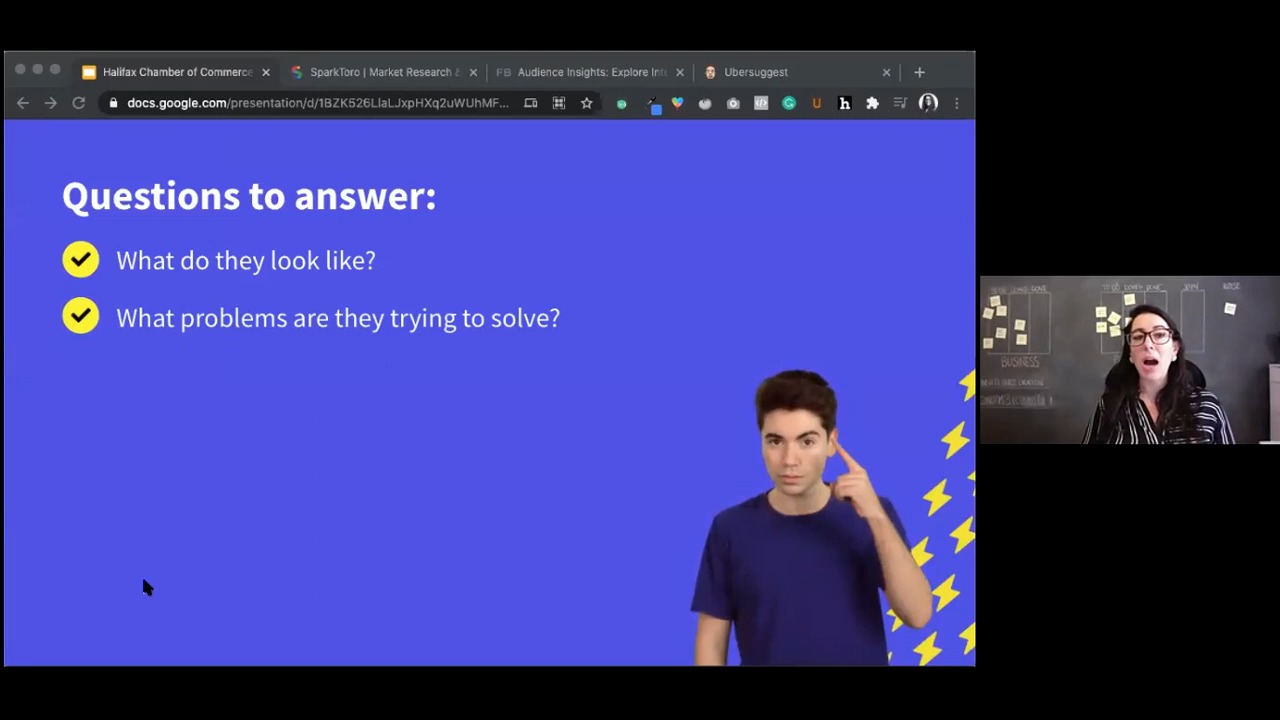 Halifax Chamber of Commerce
SparkToro | Market Research &
FB Audience Insights: Explore Int
Ubersuggest
docs.google.com/presentation/d/1BZK526LlaLJxpHXq2uWUhMF...
Questions to answer:
What do they look like?
What problems are they trying to solve?
BUSINESS